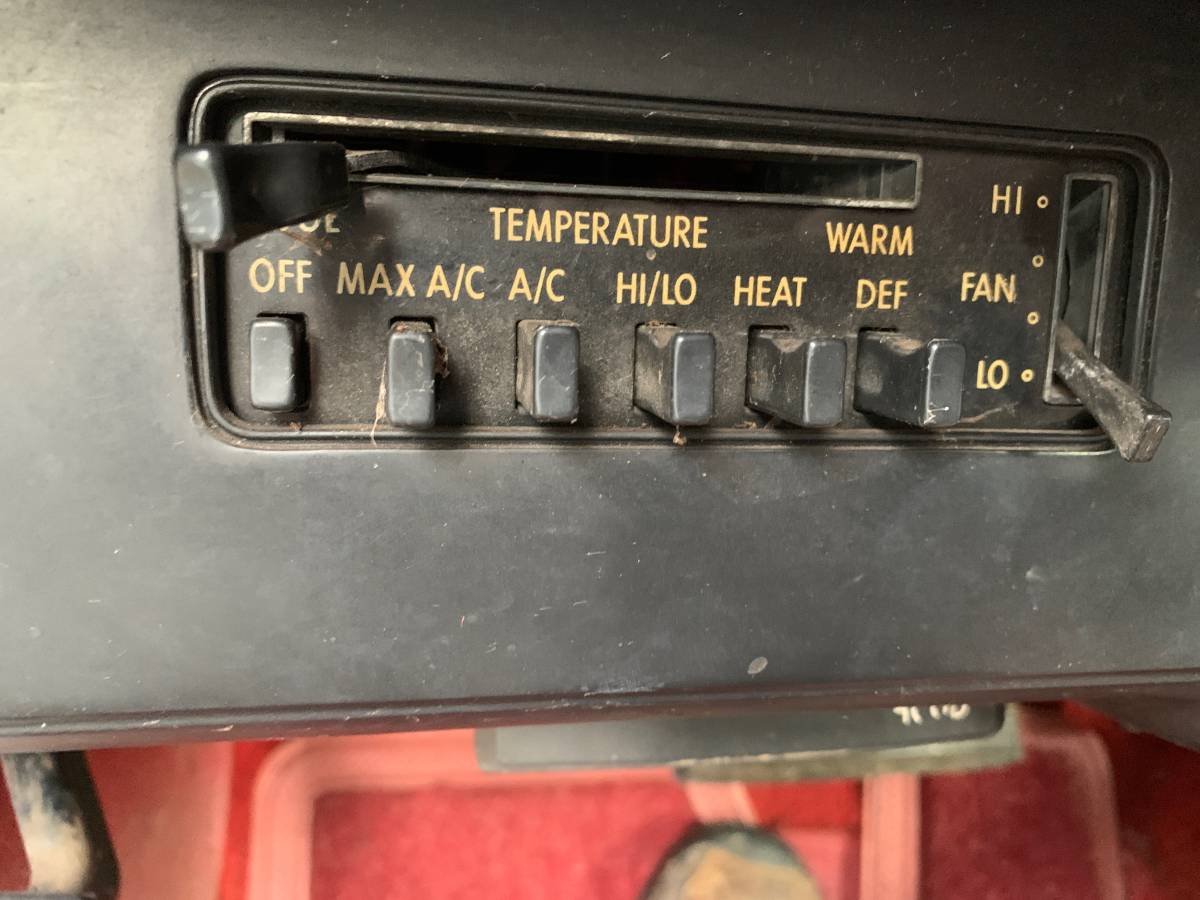 TEMPERATURE
WARM
HI
OFF
MAX A/C
A/C
HI/LO
HEAT
DEF
FAN
LO